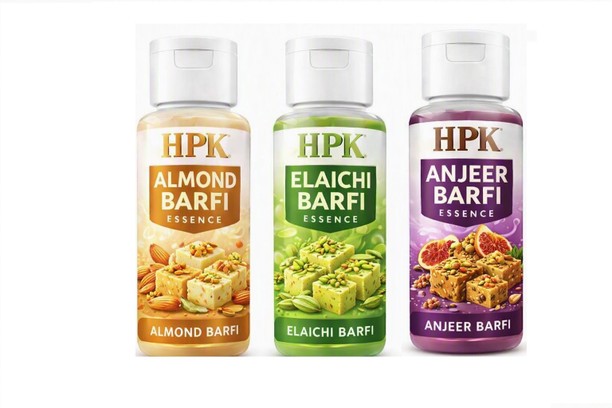 HPK
ALMOND
BARFI
ESSENCE
ALMOND BARFI
HPK
ELAICHI
BARFI
ESSENCE
ELAICHI BARFI
HPK
ANJEER
BARFI
ESSENCE
ANJEER BARFI